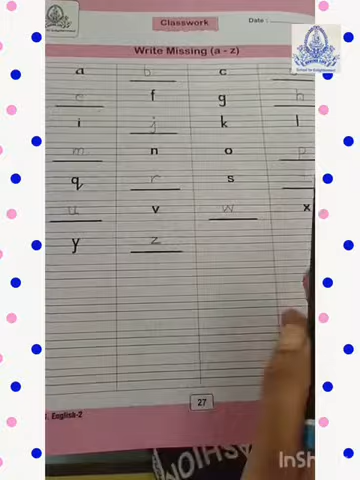 Classwork
Date :
Write Missing (a - z)
a b c
e f g h
i j k l
m n o p
q r s
u v w x
y z
27
English-2
InSh